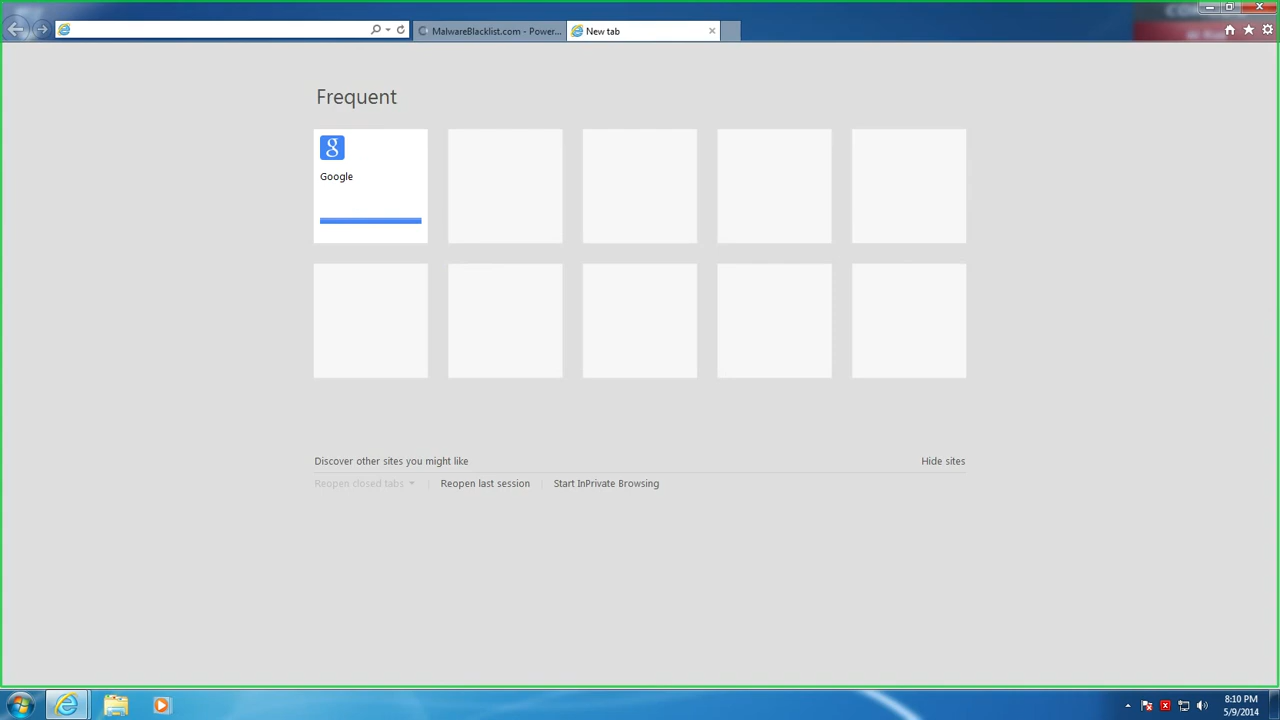 MalwareBlacklist.com - Power...
New tab
Frequent
g
Google
Discover other sites you might like
Hide sites
Reopen closed tabs
Reopen last session
Start InPrivate Browsing
8:10 PM
5/9/2014